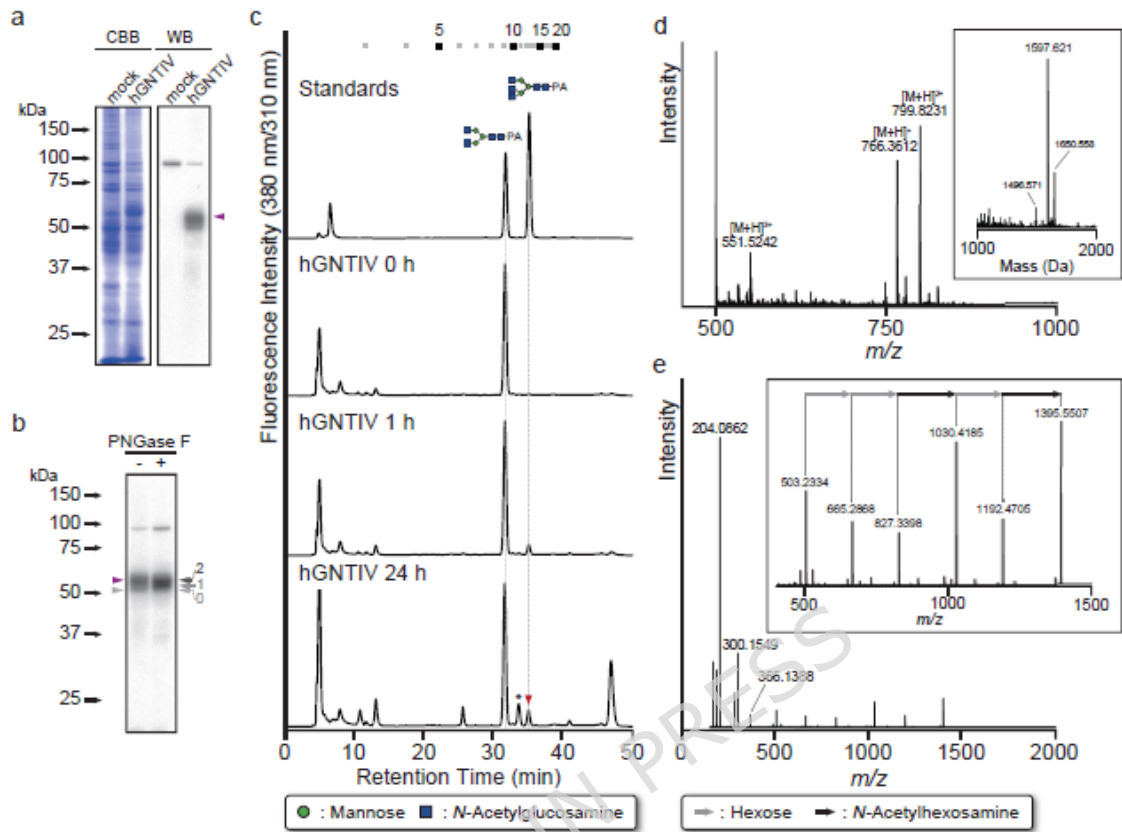 a
CBB WB
mock hGNTIV mock hGNTIV
kDa
150
100
75
50
37
25
b
PNGase F
- +
kDa
150
100
75
50
37
25
2
1
0
c
5 10 15 20
Standards
PA
PA
hGNTIV 0 h
hGNTIV 1 h
hGNTIV 24 h
*
Fluorescence Intensity (380 nm/310 nm)
0 10 20 30 40 50
Retention Time (min)
: Mannose : N-Acetylglucosamine
d
Intensity
551.5242
766.3612
799.8231
500 750 1000
m/z
1597.621
1650.558
1496.571
1000 2000
Mass (Da)
e
Intensity
204.0862
300.1549
366.1388
0 500 1000 1500 2000
m/z
503.2334
665.2868
827.3398
1030.4185
1192.4705
1395.5507
500 1000 1500
m/z
: Hexose : N-Acetylhexosamine
IN PRESS